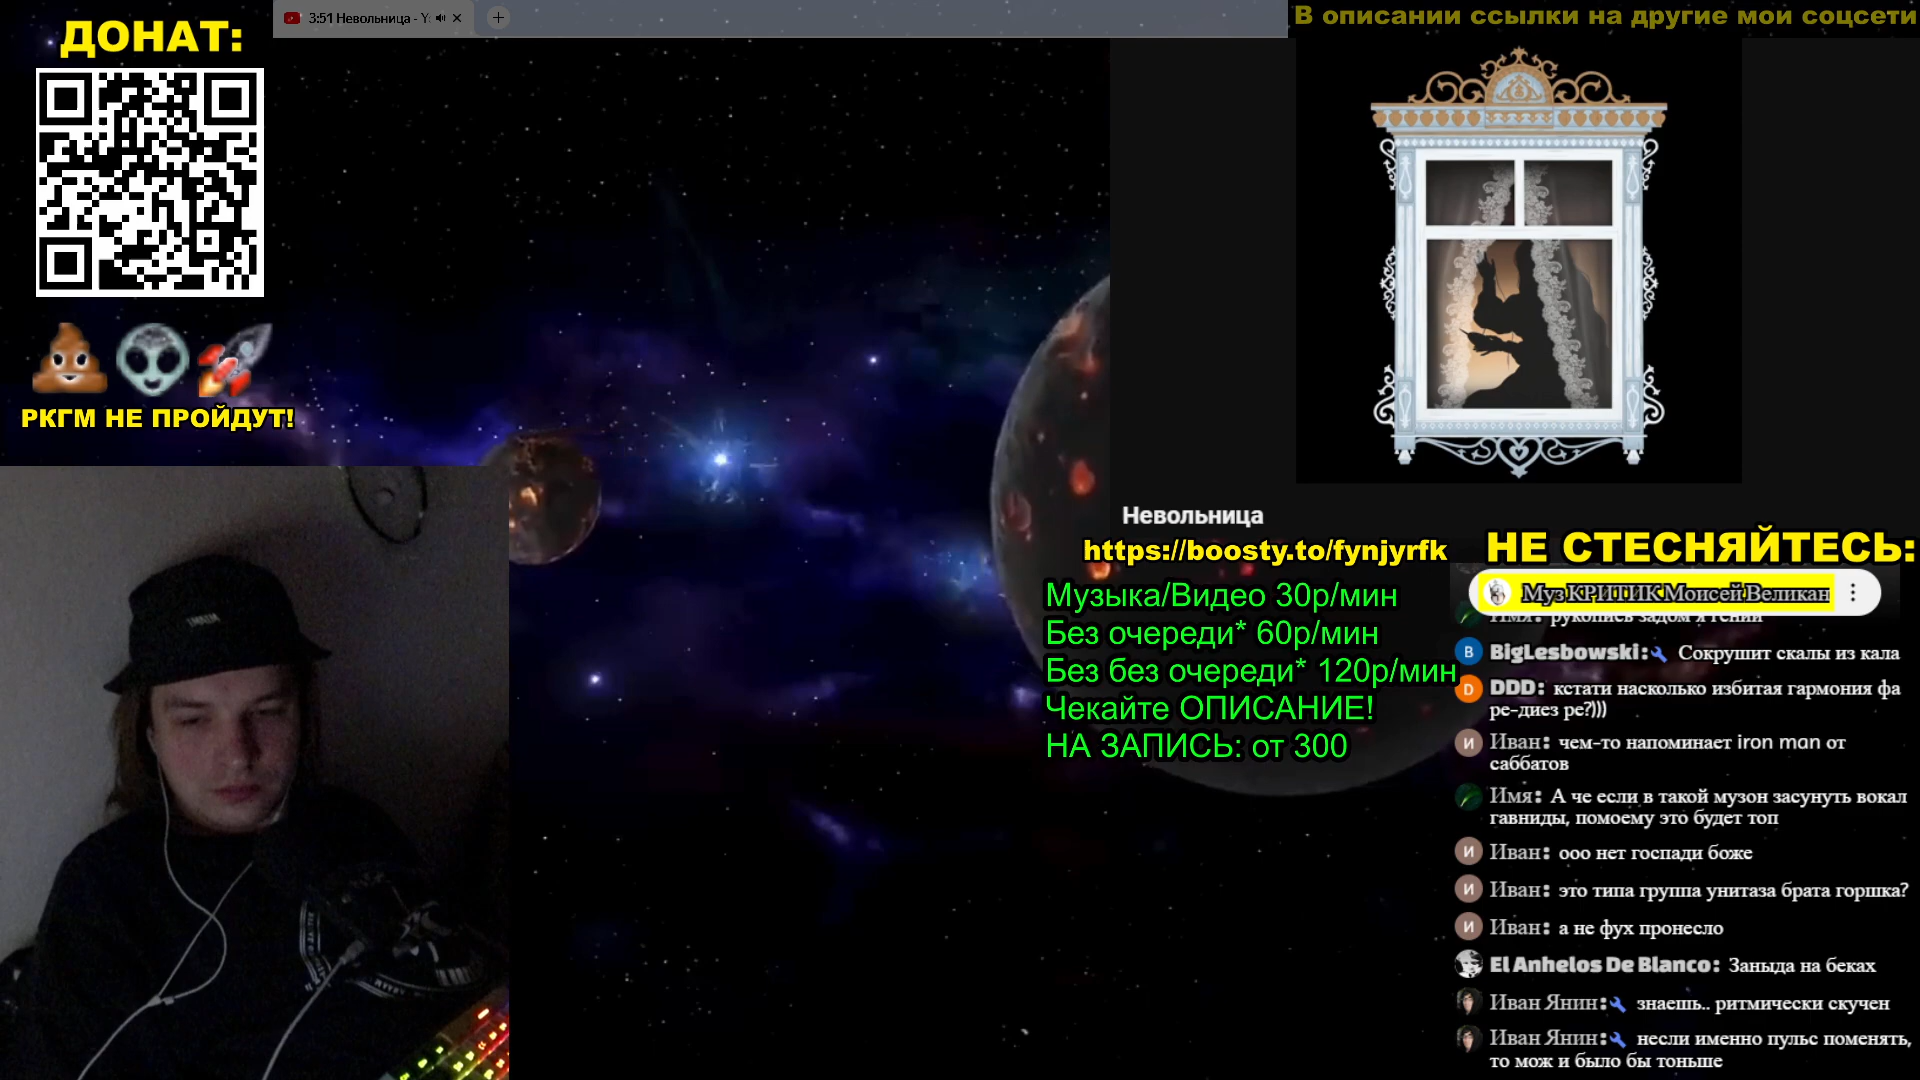 ДОНАТ:
3:51 Невольница - Y
В описании ссылки на другие мои соцсети
РКГМ НЕ ПРОЙДУТ!
Невольница
https://boosty.to/fynjyrfk
Музыка/Видео 30р/мин
Без очереди* 60р/мин
Без без очереди* 120р/мин
Чекайте ОПИСАНИЕ!
НА ЗАПИСЬ: от 300
НЕ СТЕСНЯЙТЕСЬ:
Муз КРИТИК Моисей Великан
Имя: рукопись задом я гений
B BigLesbowski: Сокрушит скалы из кала
D DDD: кстати насколько избитая гармония фа
ре-диез ре?)))
И Иван: чем-то напоминает iron man от
саббатов
Имя: А че если в такой музон засунуть вокал
гавниды, помоему это будет топ
И Иван: ооо нет госпади боже
И Иван: это типа группа унитаза брата горшка?
И Иван: а не фух пронесло
El Anhelos De Blanco: Заныда на беках
Иван Янин: знаешь.. ритмически скучен
Иван Янин: несли именно пульс поменять,
то мож и было бы тоньше